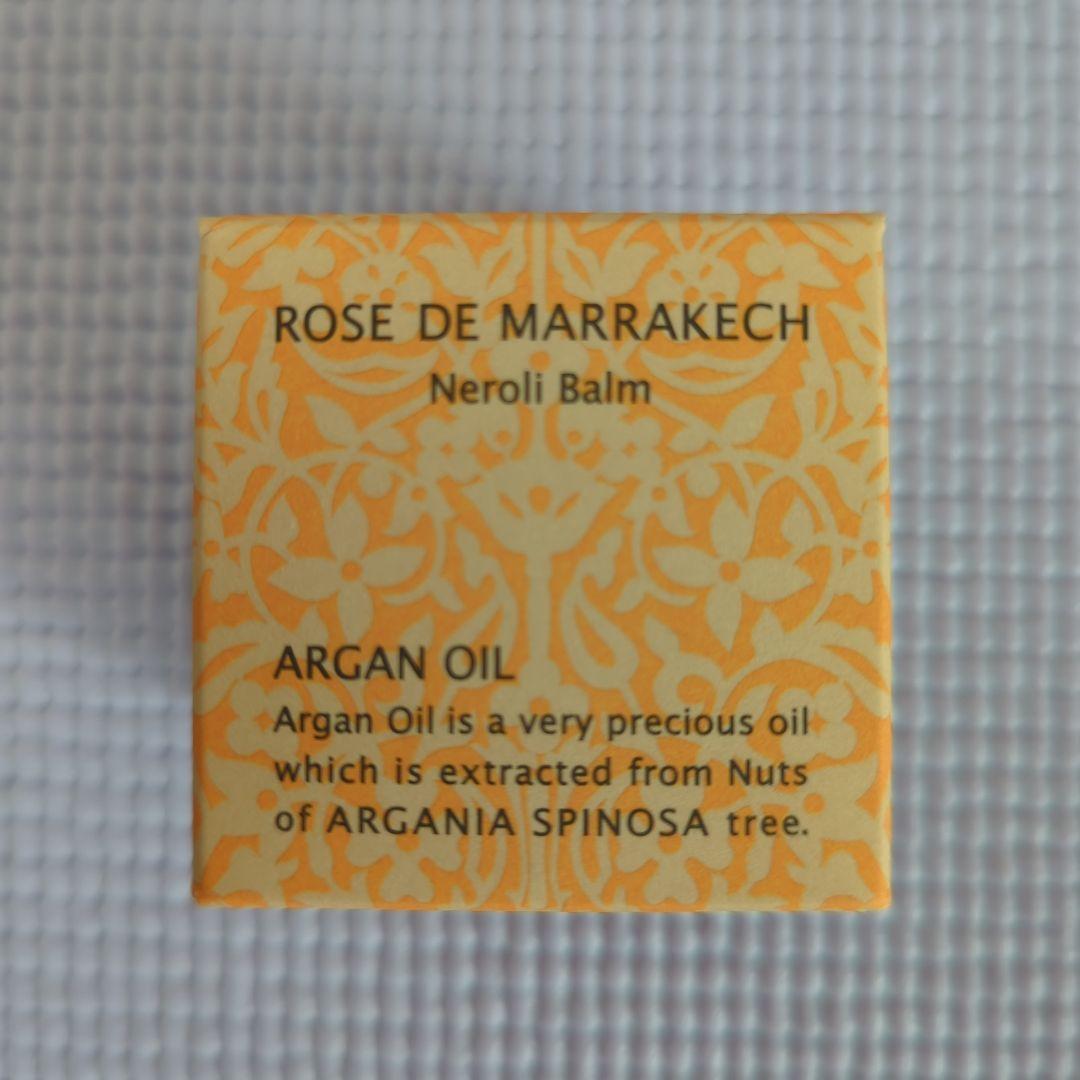 ROSE DE MARRAKECH
Neroli Balm
ARGAN OIL
Argan Oil is a very precious oil
which is extracted from Nuts
of ARGANIA SPINOSA tree.